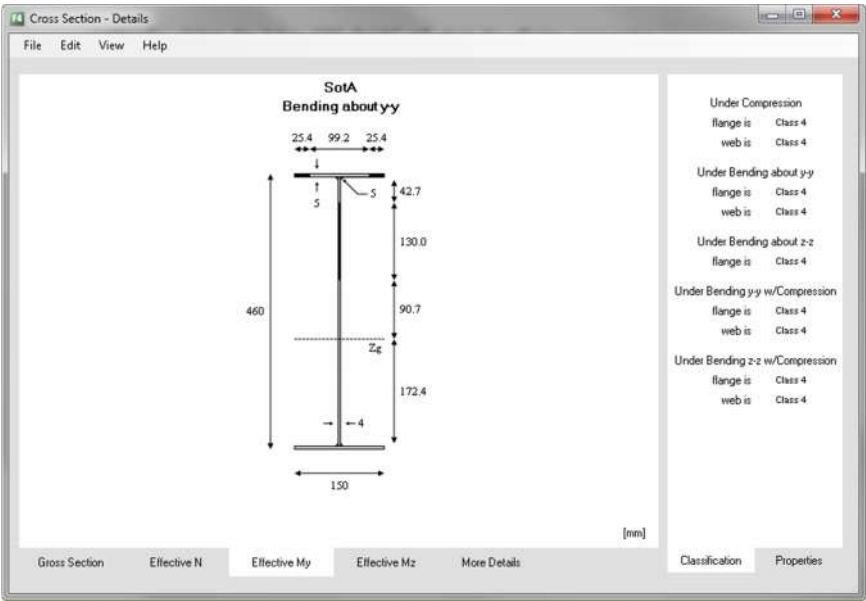 Cross Section - Details
File Edit View Help
SotA
Bending about y-y
25.4 99.2 25.4
5
5
42.7
130.0
460
90.7
Zg
172.4
4
150
[mm]
Under Compression
flange is Class 4
web is Class 4
Under Bending about y-y
flange is Class 4
web is Class 4
Under Bending about z-z
flange is Class 4
Under Bending y-y w/Compression
flange is Class 4
web is Class 4
Under Bending z-z w/Compression
flange is Class 4
web is Class 4
Gross Section Effective N Effective My Effective Mz More Details
Classification Properties